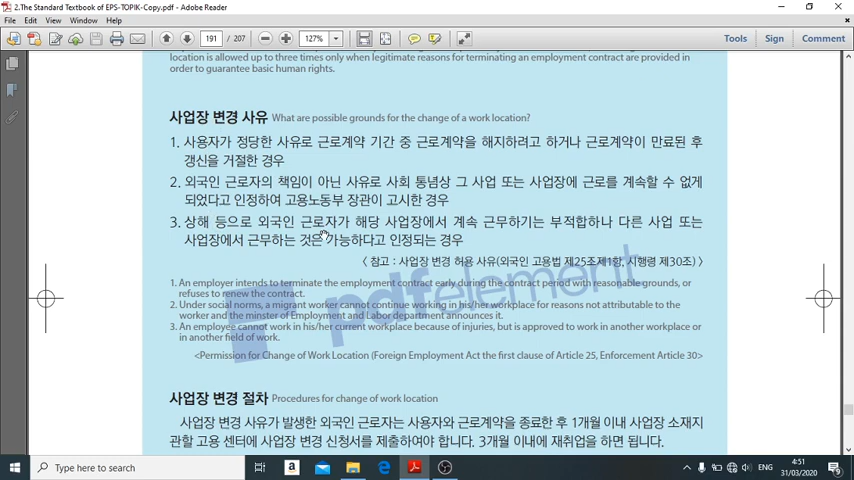 2.The Standard Textbook of EPS-TOPIK-Copy.pdf - Adobe Reader
File Edit View Window Help
191 / 207 127% Tools Sign Comment
location is allowed up to three times only when legitimate reasons for terminating an employment contract are provided in
order to guarantee basic human rights.
사업장 변경 사유 What are possible grounds for the change of a work location?
1. 사용자가 정당한 사유로 근로계약 기간 중 근로계약을 해지하려고 하거나 근로계약이 만료된 후
갱신을 거절한 경우
2. 외국인 근로자의 책임이 아닌 사유로 사회 통념상 그 사업 또는 사업장에 근로를 계속할 수 없게
되었다고 인정하여 고용노동부 장관이 고시한 경우
3. 상해 등으로 외국인 근로자가 해당 사업장에서 계속 근무하기는 부적합하나 다른 사업 또는
사업장에서 근무하는 것은 가능하다고 인정되는 경우
〈 참고 : 사업장 변경 허용 사유(외국인 고용법 제25조제1항, 시행령 제30조) 〉
1. An employer intends to terminate the employment contract early during the contract period with reasonable grounds, or
refuses to renew the contract.
2. Under social norms, a migrant worker cannot continue working in his/her workplace for reasons not attributable to the
worker and the minster of Employment and Labor department announces it.
3. An employee cannot work in his/her current workplace because of injuries, but is approved to work in another workplace or
in another field of work.
<Permission for Change of Work Location (Foreign Employment Act the first clause of Article 25, Enforcement Article 30>
pdfelement
사업장 변경 절차 Procedures for change of work location
사업장 변경 사유가 발생한 외국인 근로자는 사용자와 근로계약을 종료한 후 1개월 이내 사업장 소재지
관할 고용 센터에 사업장 변경 신청서를 제출하여야 합니다. 3개월 이내에 재취업을 하면 됩니다.
Type here to search
a
ENG
4:51
31/03/2020